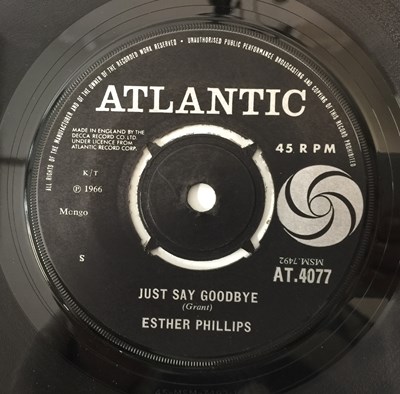 ALL RIGHTS OF THE MANUFACTURER AND OF THE OWNER OF THE RECORDED WORK RESERVED • UNAUTHORISED PUBLIC PERFORMANCE BROADCASTING AND COPYING OF THIS RECORD PROHIBITED
ATLANTIC
MADE IN ENGLAND BY THE
DECCA RECORD CO LTD.
UNDER LICENCE FROM
ATLANTIC RECORD CORP.
45 RPM
K/T
℗ 1966
Mongo
S
MSM.7492
AT.4077
JUST SAY GOODBYE
(Grant)
ESTHER PHILLIPS